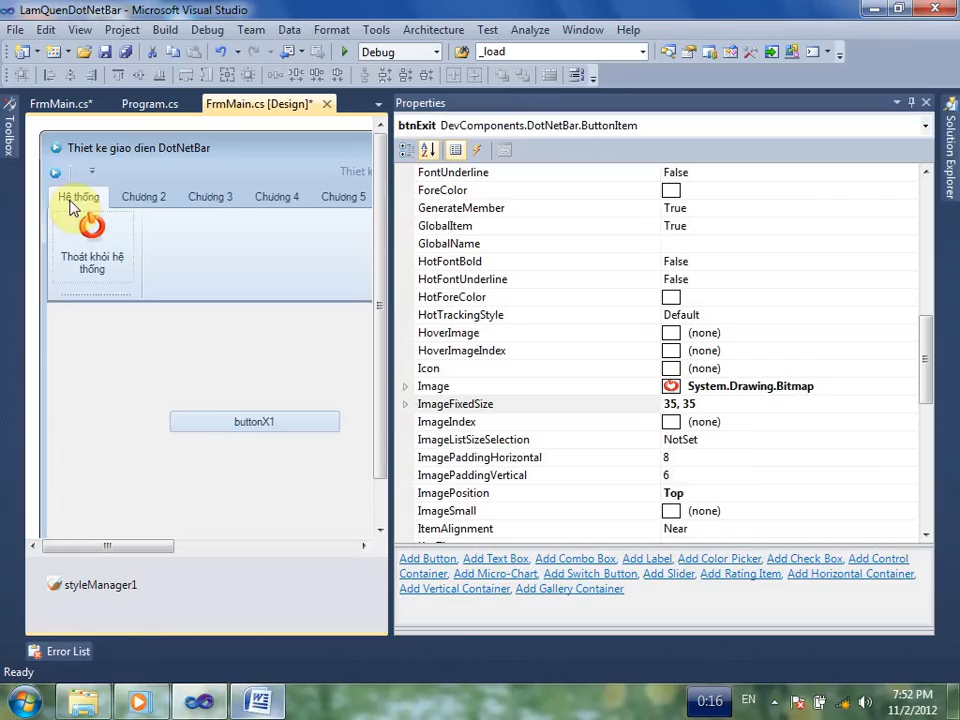 LamQuenDotNetBar - Microsoft Visual Studio
File Edit View Project Build Debug Team Data Format Tools Architecture Test Analyze Window Help
Debug _load
FrmMain.cs* Program.cs FrmMain.cs [Design]*
Toolbox
Thiet ke giao dien DotNetBar
Thiet k
Hệ thống Chương 2 Chương 3 Chương 4 Chương 5
Thoát khỏi hệ
thống
buttonX1
styleManager1
Properties
btnExit DevComponents.DotNetBar.ButtonItem
FontUnderline False
ForeColor
GenerateMember True
GlobalItem True
GlobalName
HotFontBold False
HotFontUnderline False
HotForeColor
HotTrackingStyle Default
HoverImage (none)
HoverImageIndex (none)
Icon (none)
Image System.Drawing.Bitmap
ImageFixedSize 35, 35
ImageIndex (none)
ImageListSizeSelection NotSet
ImagePaddingHorizontal 8
ImagePaddingVertical 6
ImagePosition Top
ImageSmall (none)
ItemAlignment Near
Add Button, Add Text Box, Add Combo Box, Add Label, Add Color Picker, Add Check Box, Add Control
Container, Add Micro-Chart, Add Switch Button, Add Slider, Add Rating Item, Add Horizontal Container,
Add Vertical Container, Add Gallery Container
Solution Explorer
Error List
Ready
0:16 EN 7:52 PM
11/2/2012